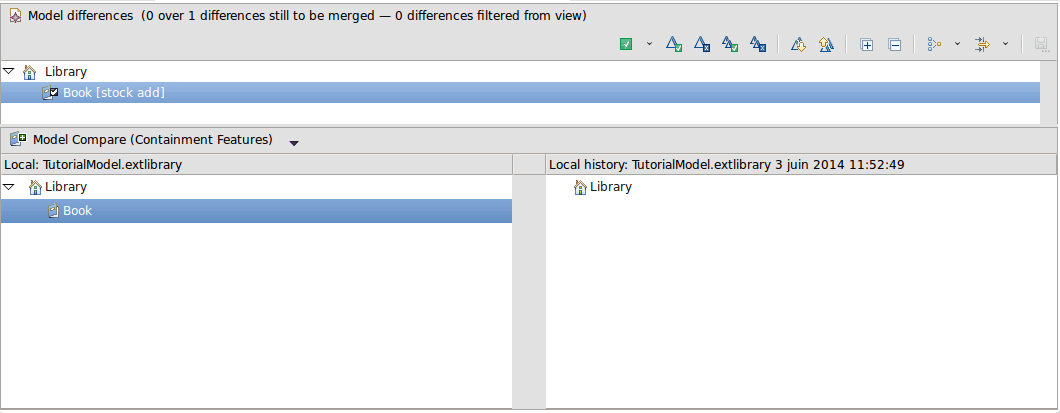 Model differences (0 over 1 differences still to be merged — 0 differences filtered from view)
Library
Book [stock add]
Model Compare (Containment Features)
Local: TutorialModel.extlibrary
Local history: TutorialModel.extlibrary 3 juin 2014 11:52:49
Library
Library
Book